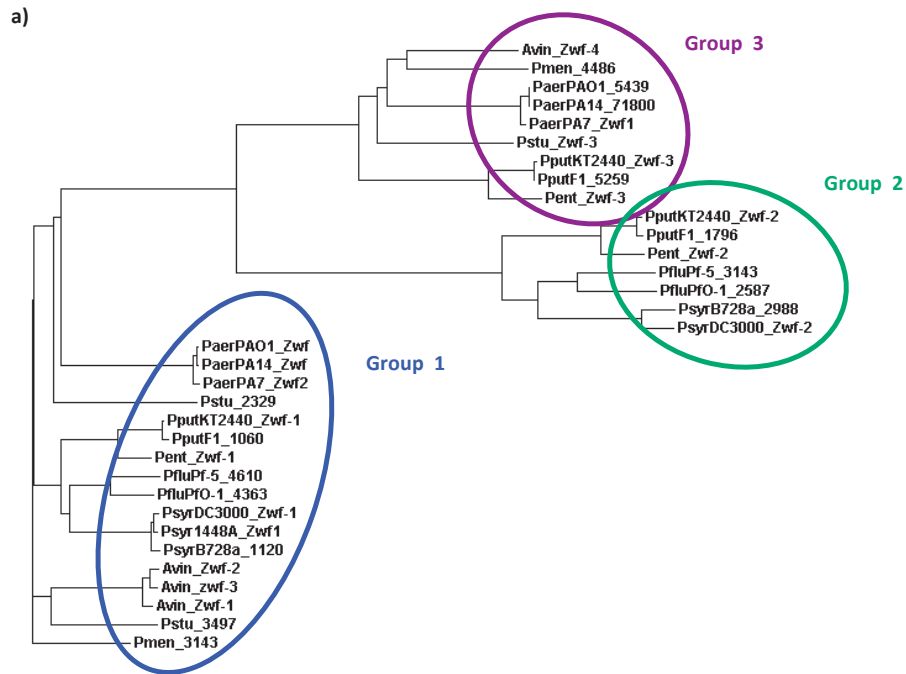 a)
Group 3
Avin_Zwf-4
Pmen_4486
PaerPAO1_5439
PaerPA14_71800
PaerPA7_Zwf1
Pstu_Zwf-3
PputKT2440_Zwf-3
PputF1_5259
Pent_Zwf-3
Group 2
PputKT2440_Zwf-2
PputF1_1796
Pent_Zwf-2
PfluPf-5_3143
PfluPfO-1_2587
PsyrB728a_2988
PsyrDC3000_Zwf-2
Group 1
PaerPAO1_Zwf
PaerPA14_Zwf
PaerPA7_Zwf2
Pstu_2329
PputKT2440_Zwf-1
PputF1_1060
Pent_Zwf-1
PfluPf-5_4610
PfluPfO-1_4363
PsyrDC3000_Zwf-1
Psyr1448A_Zwf1
PsyrB728a_1120
Avin_Zwf-2
Avin_zwf-3
Avin_Zwf-1
Pstu_3497
Pmen_3143